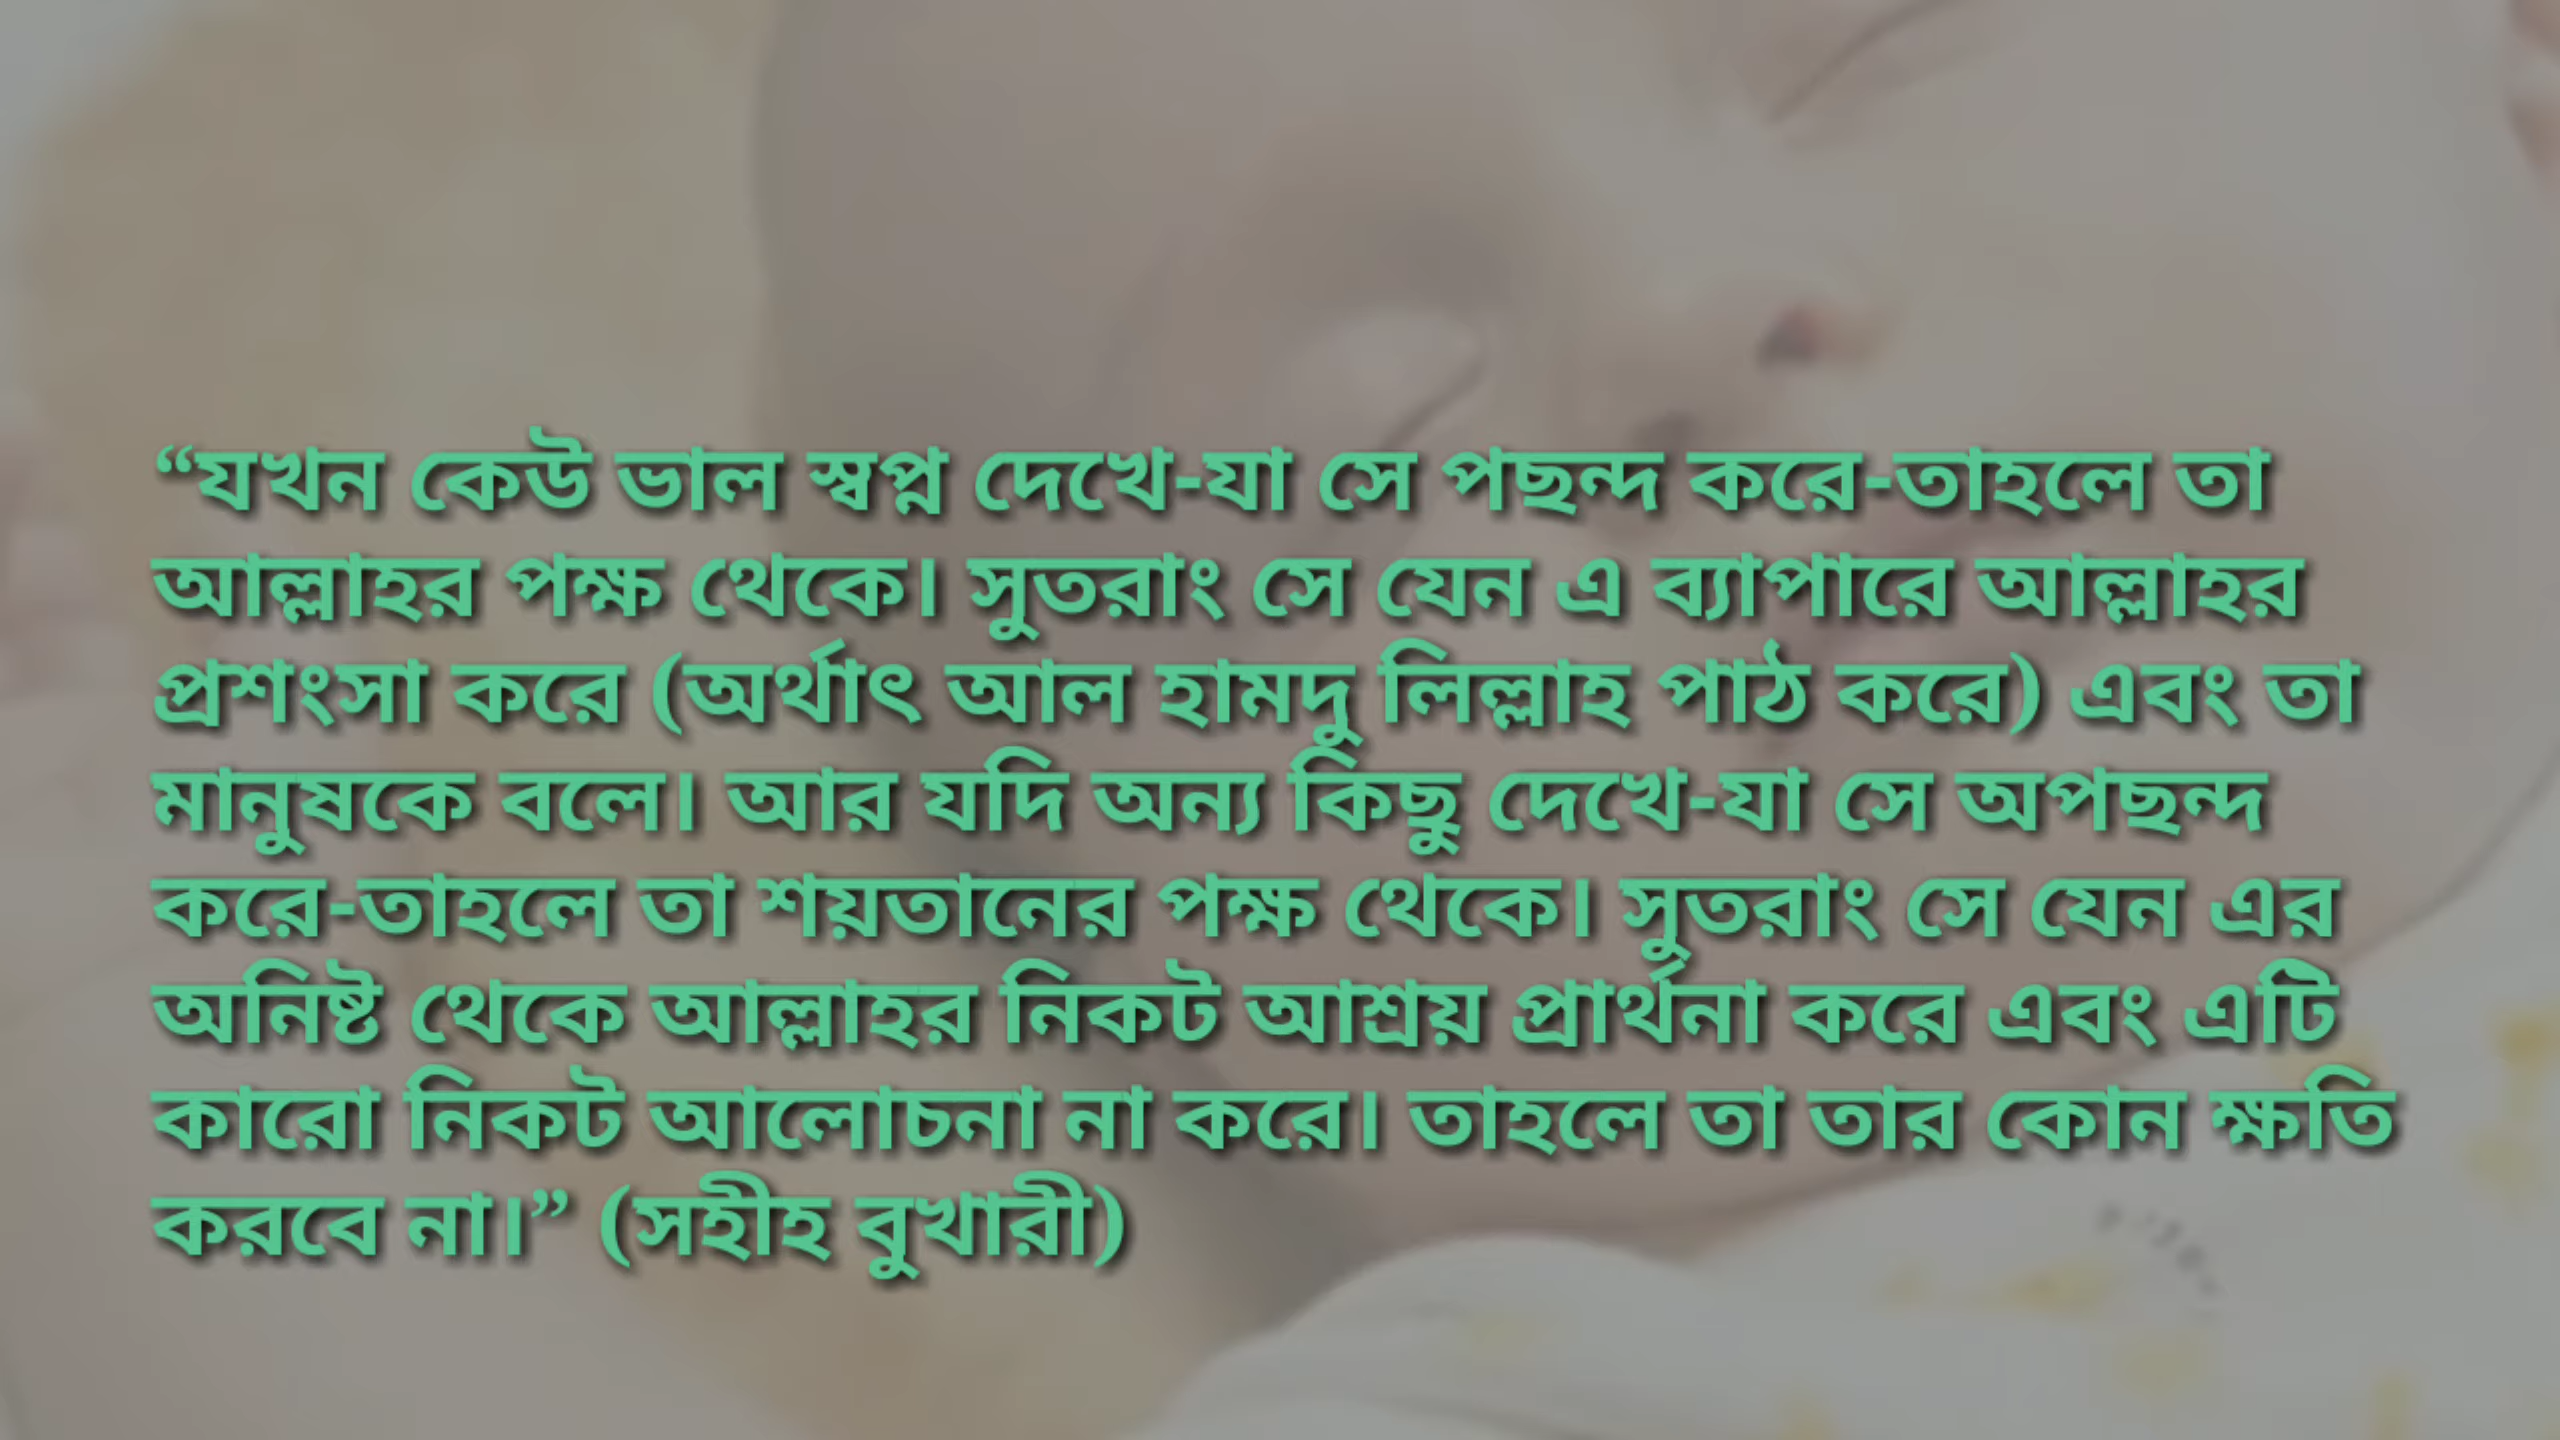 “যখন কেউ ভাল স্বপ্ন দেখে-যা সে পছন্দ করে-তাহলে তা
আল্লাহর পক্ষ থেকে। সুতরাং সে যেন এ ব্যাপারে আল্লাহর
প্রশংসা করে (অর্থাৎ আল হামদু লিল্লাহ পাঠ করে) এবং তা
মানুষকে বলে। আর যদি অন্য কিছু দেখে-যা সে অপছন্দ
করে-তাহলে তা শয়তানের পক্ষ থেকে। সুতরাং সে যেন এর
অনিষ্ট থেকে আল্লাহর নিকট আশ্রয় প্রার্থনা করে এবং এটি
কারো নিকট আলোচনা না করে। তাহলে তা তার কোন ক্ষতি
করবে না।” (সহীহ বুখারী)